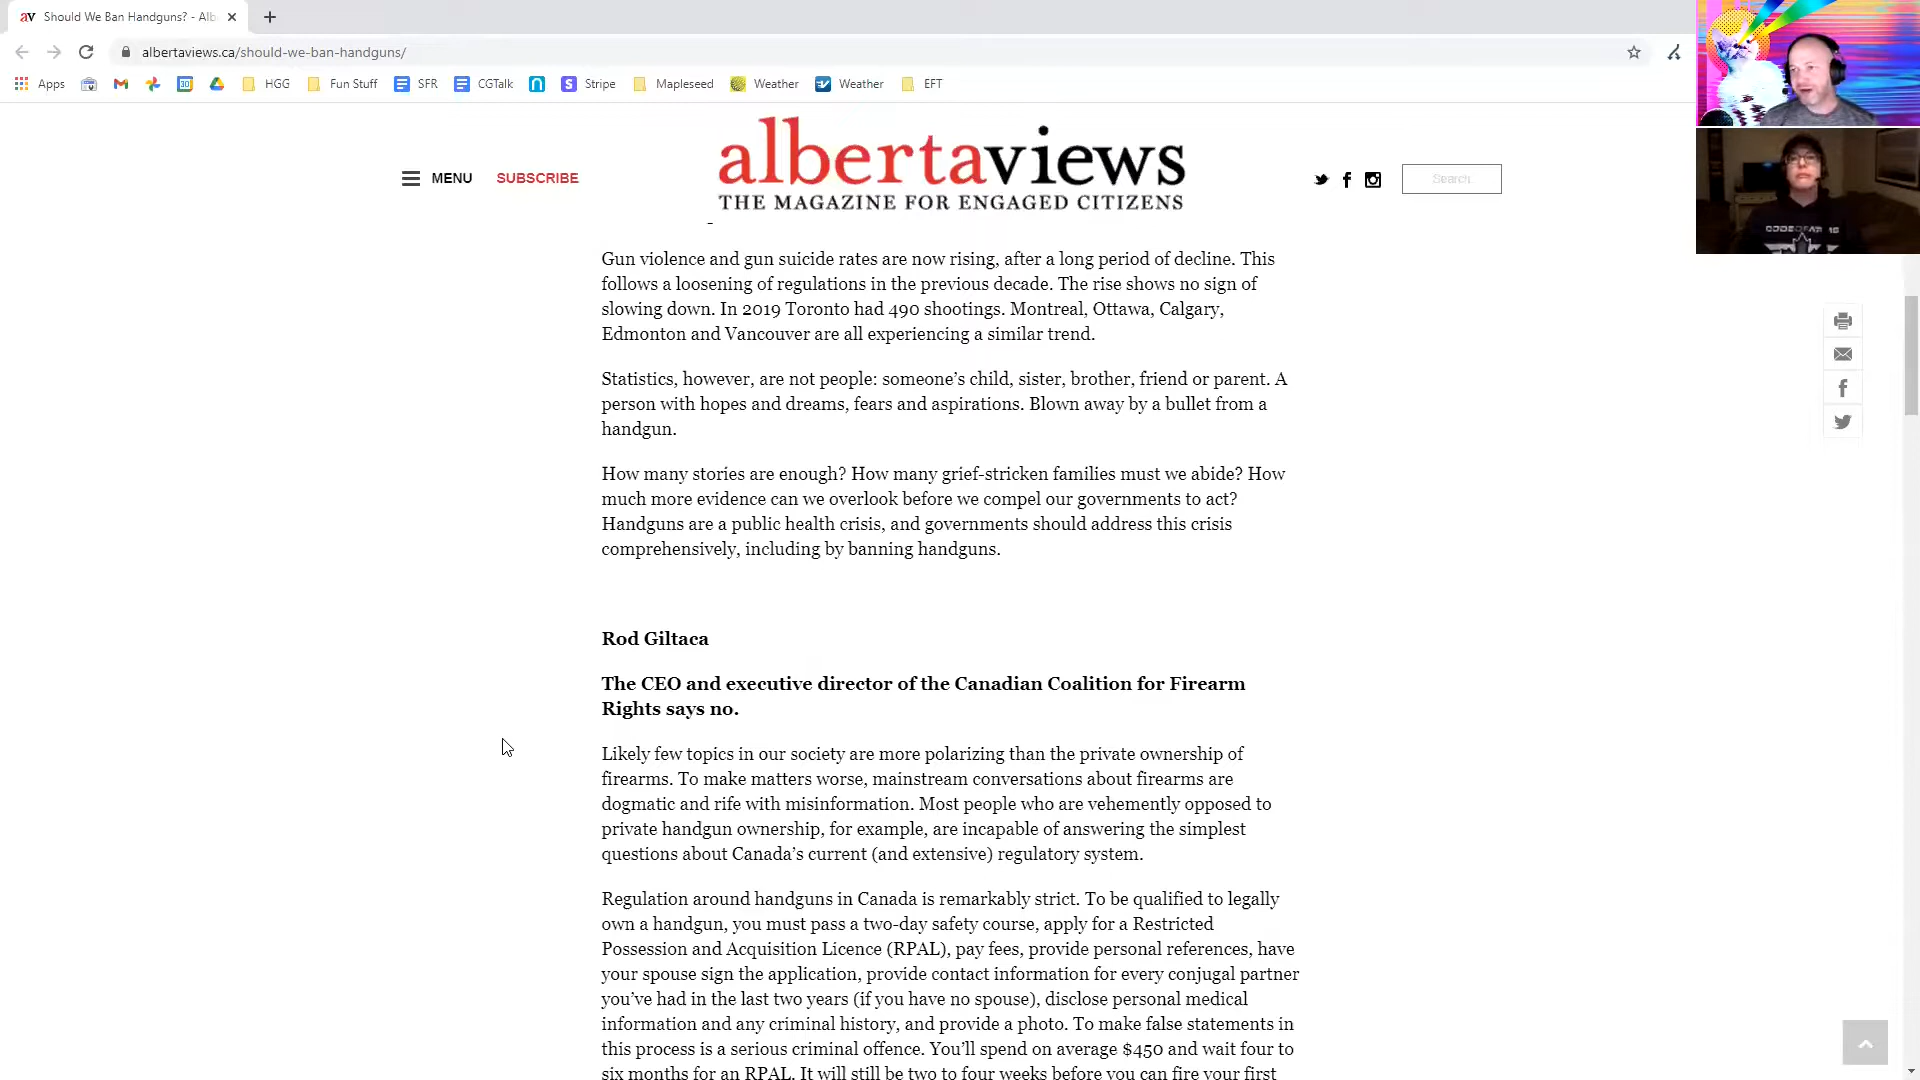 Should We Ban Handguns? - Alb
albertaviews.ca/should-we-ban-handguns/
Apps
HGG
Fun Stuff
SFR
CGTalk
Stripe
Mapleseed
Weather
Weather
EFT
MENU
SUBSCRIBE
albertaviews
THE MAGAZINE FOR ENGAGED CITIZENS
Search
Gun violence and gun suicide rates are now rising, after a long period of decline. This
follows a loosening of regulations in the previous decade. The rise shows no sign of
slowing down. In 2019 Toronto had 490 shootings. Montreal, Ottawa, Calgary,
Edmonton and Vancouver are all experiencing a similar trend.
Statistics, however, are not people: someone’s child, sister, brother, friend or parent. A
person with hopes and dreams, fears and aspirations. Blown away by a bullet from a
handgun.
How many stories are enough? How many grief-stricken families must we abide? How
much more evidence can we overlook before we compel our governments to act?
Handguns are a public health crisis, and governments should address this crisis
comprehensively, including by banning handguns.
Rod Giltaca
The CEO and executive director of the Canadian Coalition for Firearm
Rights says no.
Likely few topics in our society are more polarizing than the private ownership of
firearms. To make matters worse, mainstream conversations about firearms are
dogmatic and rife with misinformation. Most people who are vehemently opposed to
private handgun ownership, for example, are incapable of answering the simplest
questions about Canada’s current (and extensive) regulatory system.
Regulation around handguns in Canada is remarkably strict. To be qualified to legally
own a handgun, you must pass a two-day safety course, apply for a Restricted
Possession and Acquisition Licence (RPAL), pay fees, provide personal references, have
your spouse sign the application, provide contact information for every conjugal partner
you’ve had in the last two years (if you have no spouse), disclose personal medical
information and any criminal history, and provide a photo. To make false statements in
this process is a serious criminal offence. You’ll spend on average $450 and wait four to
six months for an RPAL. It will still be two to four weeks before you can fire your first